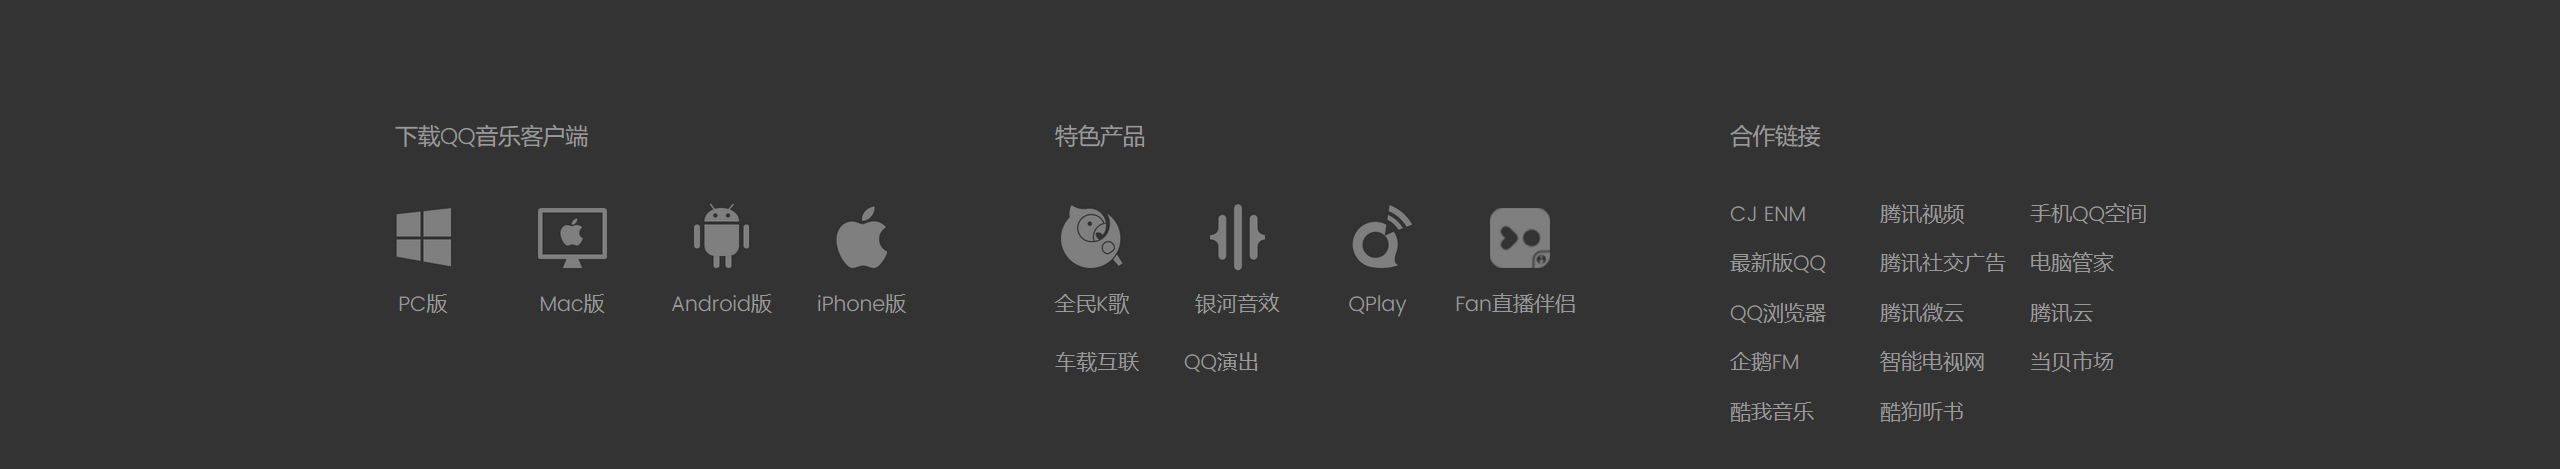 下载QQ音乐客户端
PC版
Mac版
Android版
iPhone版
特色产品
全民K歌
银河音效
QPlay
Fan直播伴侣
车载互联
QQ演出
合作链接
CJ ENM
腾讯视频
手机QQ空间
最新版QQ
腾讯社交广告
电脑管家
QQ浏览器
腾讯微云
腾讯云
企鹅FM
智能电视网
当贝市场
酷我音乐
酷狗听书